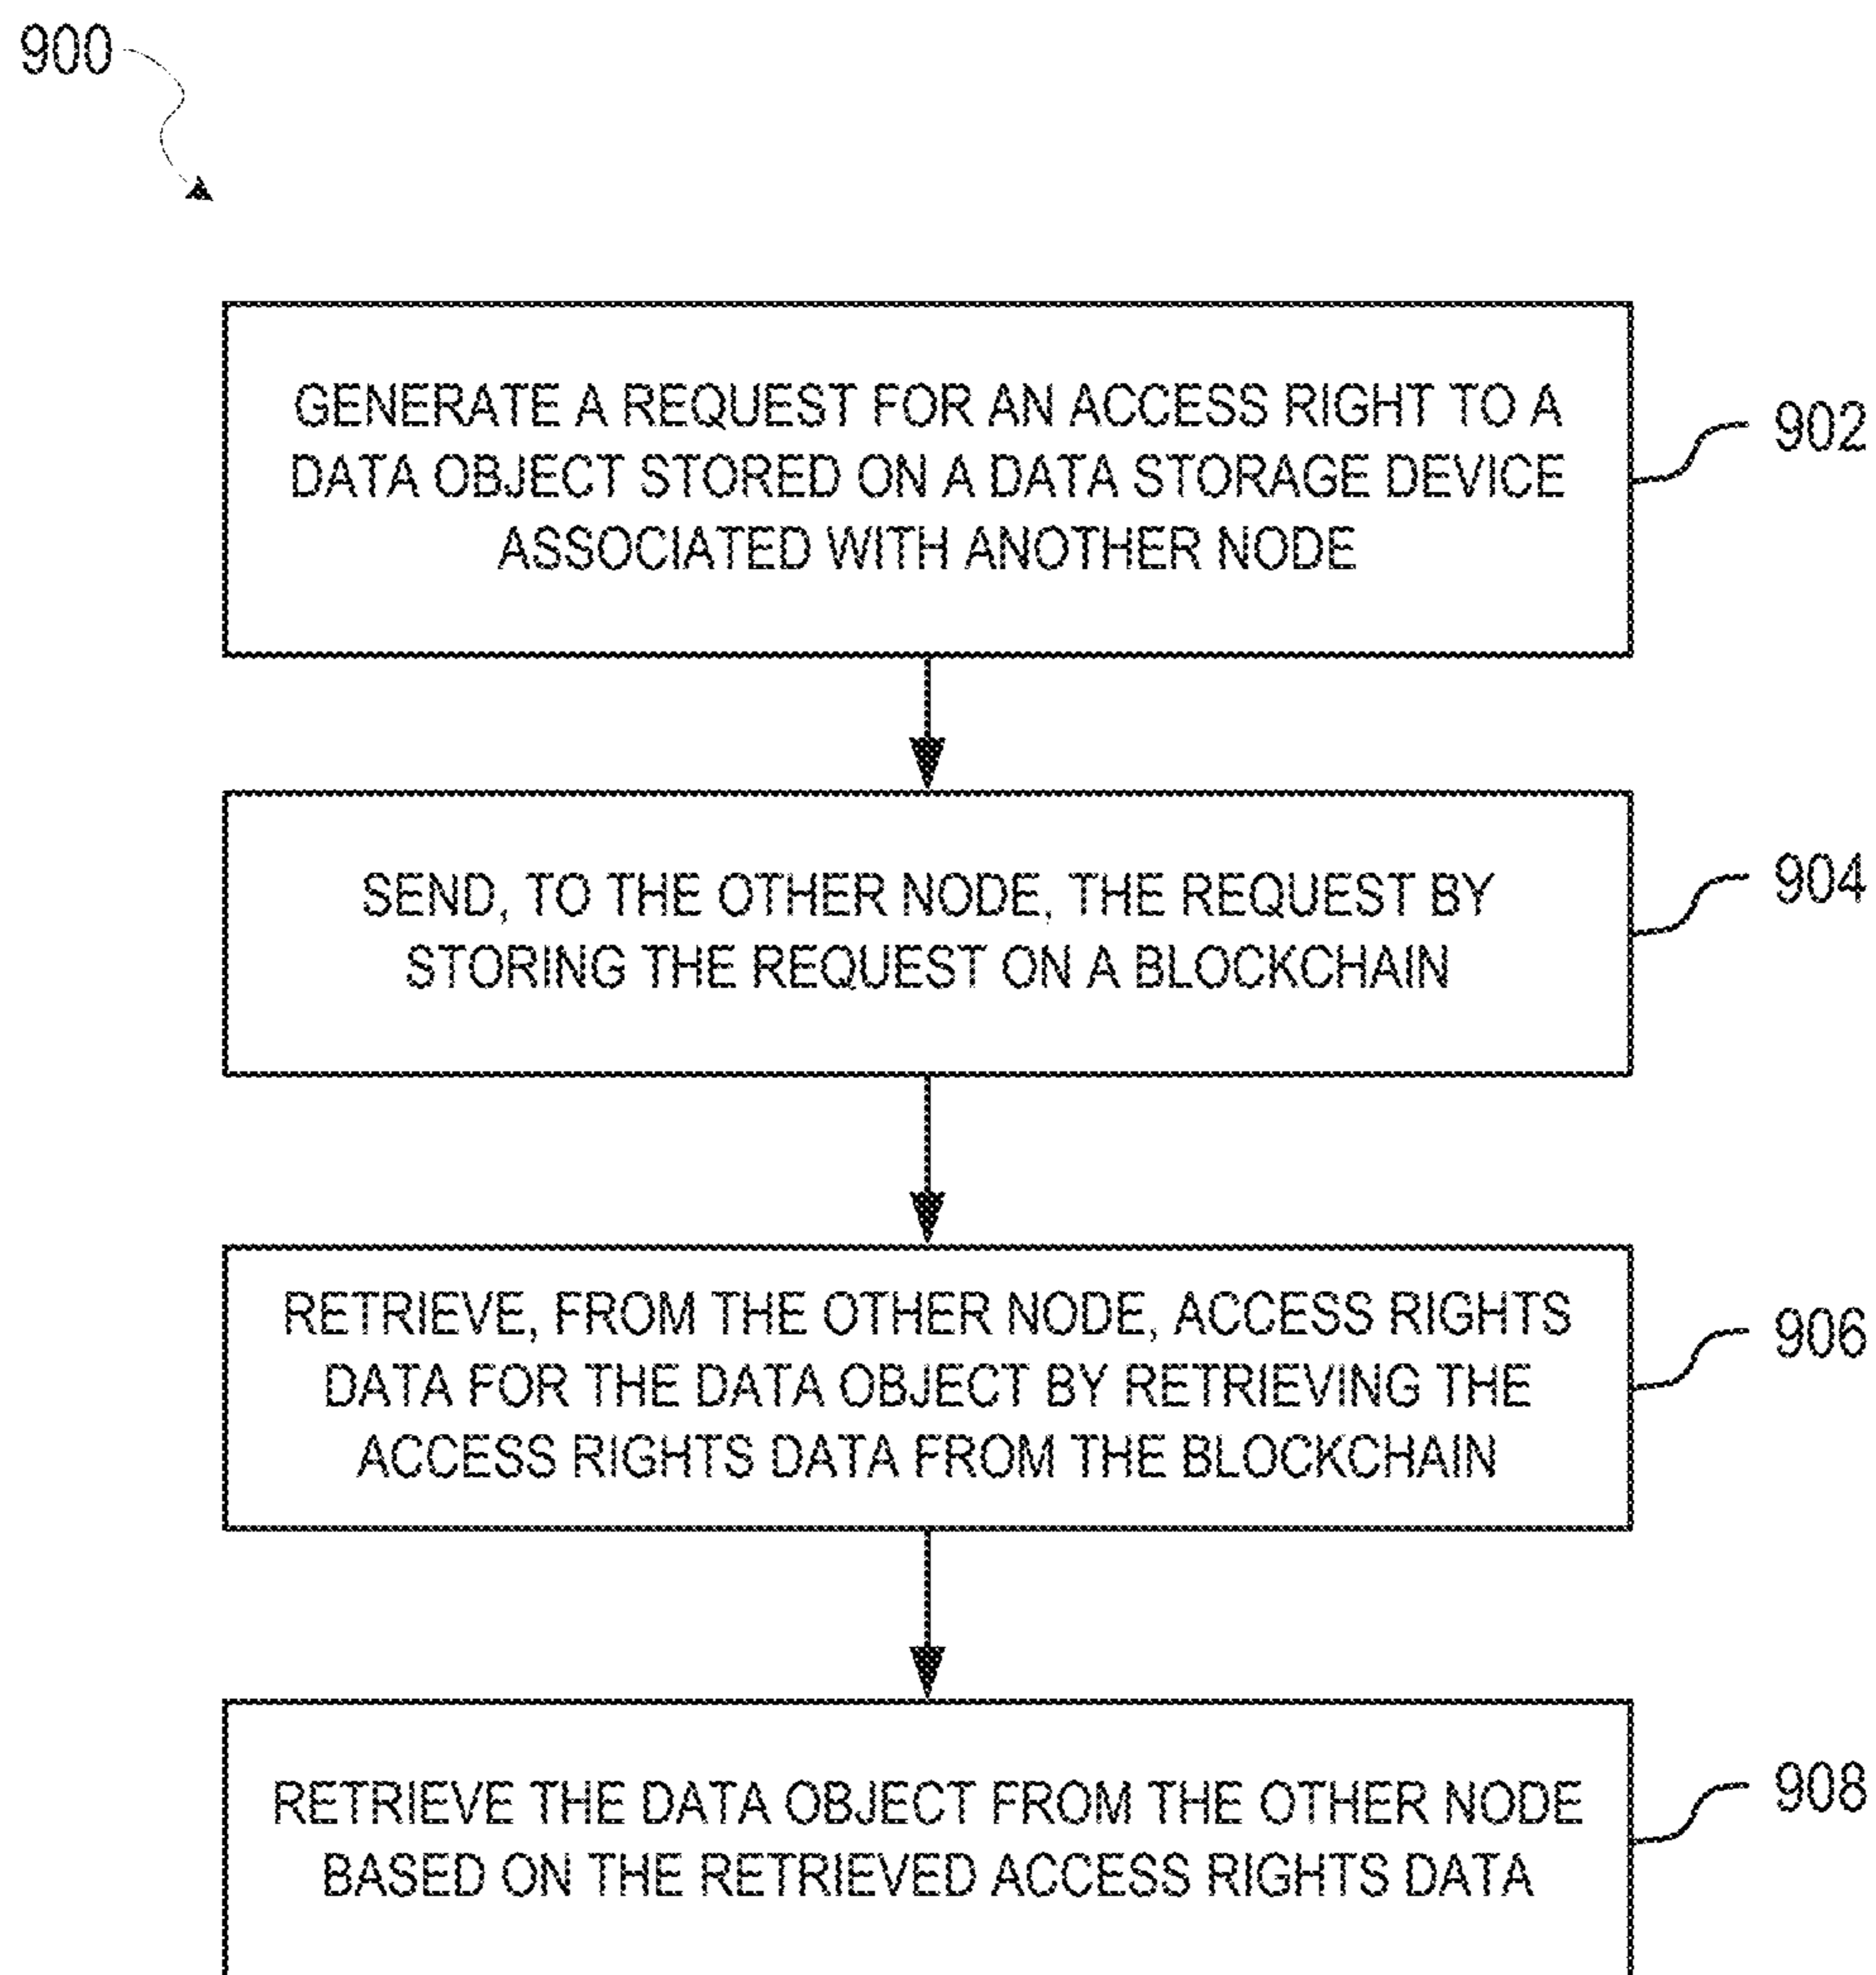 900
GENERATE A REQUEST FOR AN ACCESS RIGHT TO A
DATA OBJECT STORED ON A DATA STORAGE DEVICE
ASSOCIATED WITH ANOTHER NODE
902
SEND, TO THE OTHER NODE, THE REQUEST BY
STORING THE REQUEST ON A BLOCKCHAIN
904
RETRIEVE, FROM THE OTHER NODE, ACCESS RIGHTS
DATA FOR THE DATA OBJECT BY RETRIEVING THE
ACCESS RIGHTS DATA FROM THE BLOCKCHAIN
906
RETRIEVE THE DATA OBJECT FROM THE OTHER NODE
BASED ON THE RETRIEVED ACCESS RIGHTS DATA
908